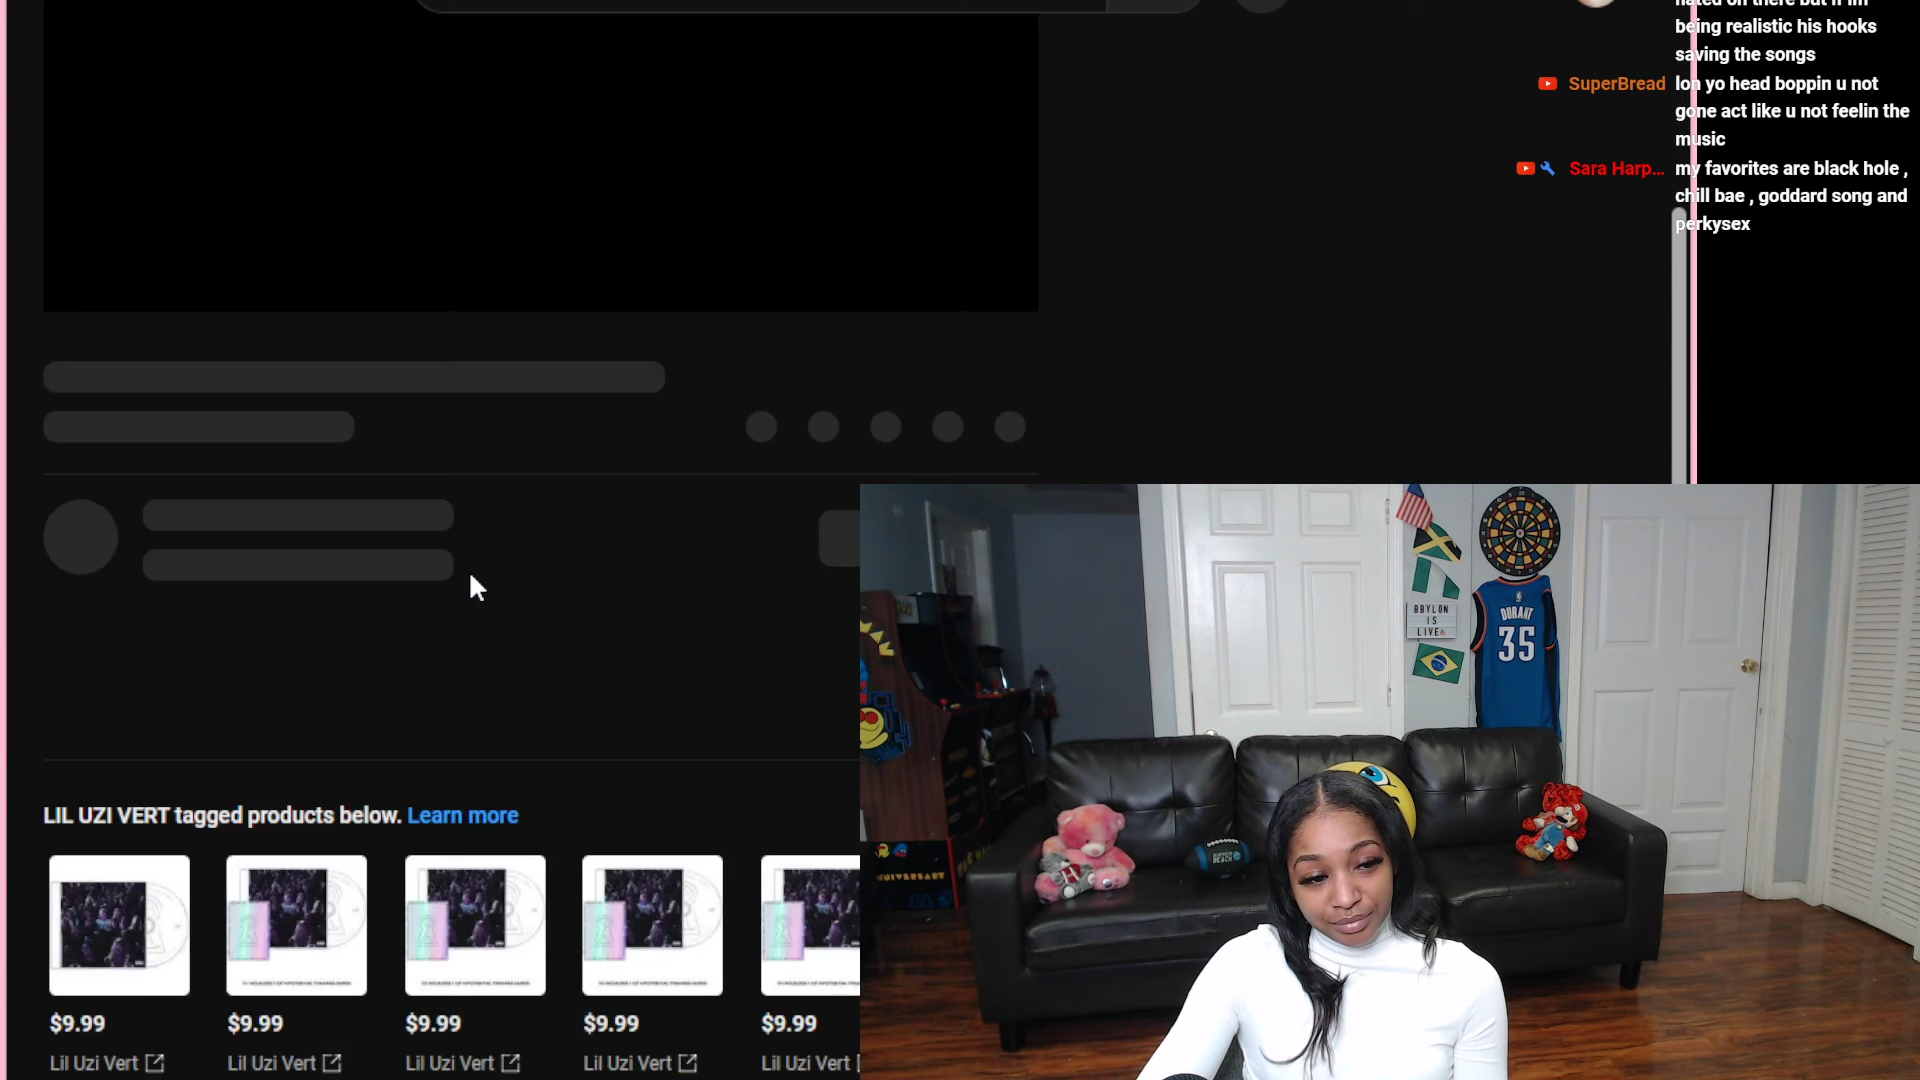 being realistic his hooks
saving the songs
SuperBread lon yo head boppin u not
gone act like u not feelin the
music
Sara Harp... my favorites are black hole ,
chill bae , goddard song and
perkysex
BBYLON
IS
LIVE
DURANT
35
BEACH
LIL UZI VERT tagged products below. Learn more
$9.99 $9.99 $9.99 $9.99 $9.99
Lil Uzi Vert Lil Uzi Vert Lil Uzi Vert Lil Uzi Vert Lil Uzi Vert